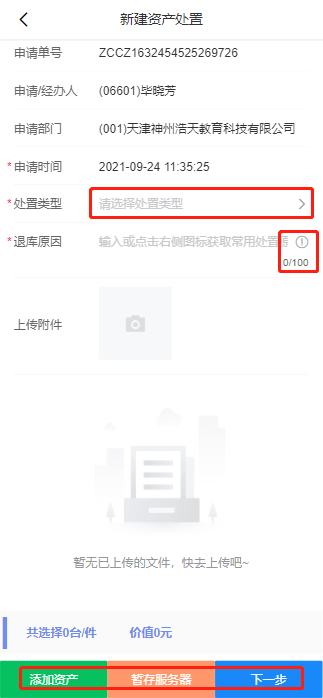 新建资产处置
申请单号 ZCCZ1632454525269726
申请/经办人 (06601)毕晓芳
申请部门 (001)天津神州浩天教育科技有限公司
*申请时间 2021-09-24 11:35:25
*处置类型 请选择处置类型
*退库原因 输入或点击右侧图标获取常用处置
0/100
上传附件
暂无已上传的文件，快去上传吧~
共选择0台/件 价值0元
添加资产 暂存服务器 下一步